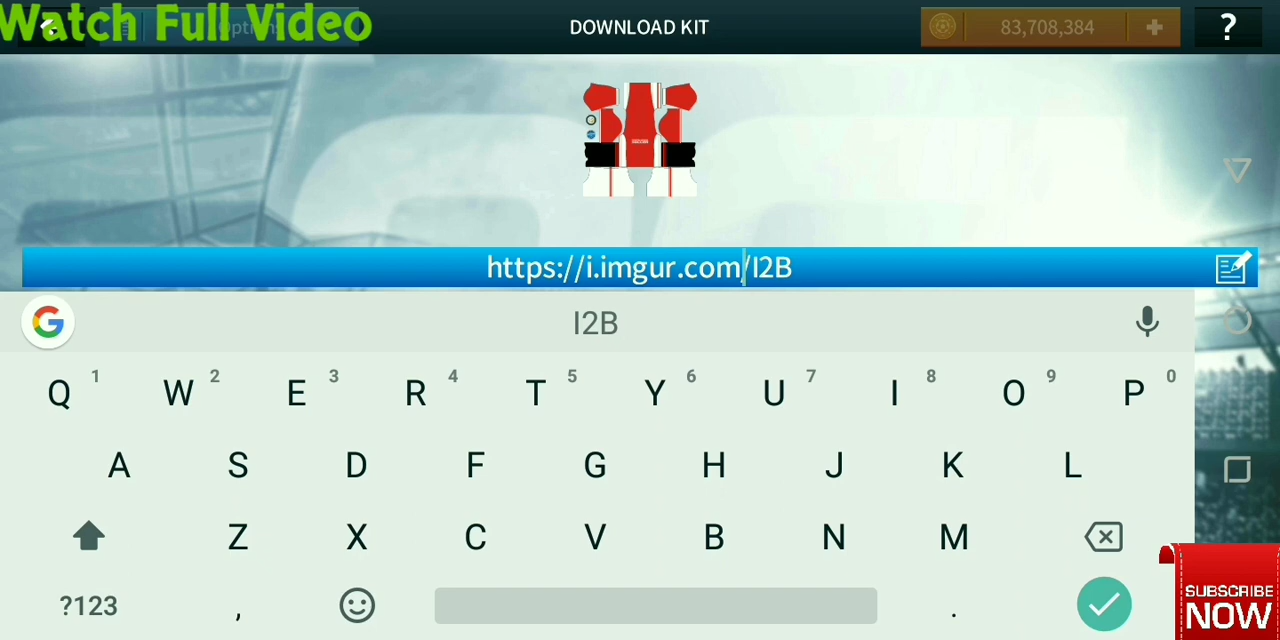 Watch Full Video
DOWNLOAD KIT
83,708,384
+
?
https://i.imgur.com/I2B
G
I2B
Q 1 W 2 E 3 R 4 T 5 Y 6 U 7 I 8 O 9 P 0
A S D F G H J K L
Z X C V B N M
?123 , .
SUBSCRIBE
NOW